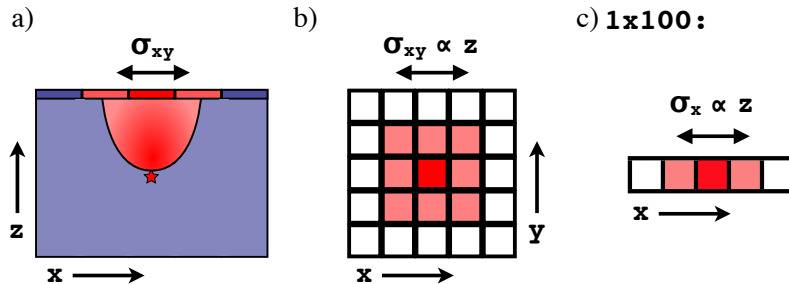 a)
σxy
z
x
b)
σxy ∝ z
y
x
c) 1x100:
σx ∝ z
x